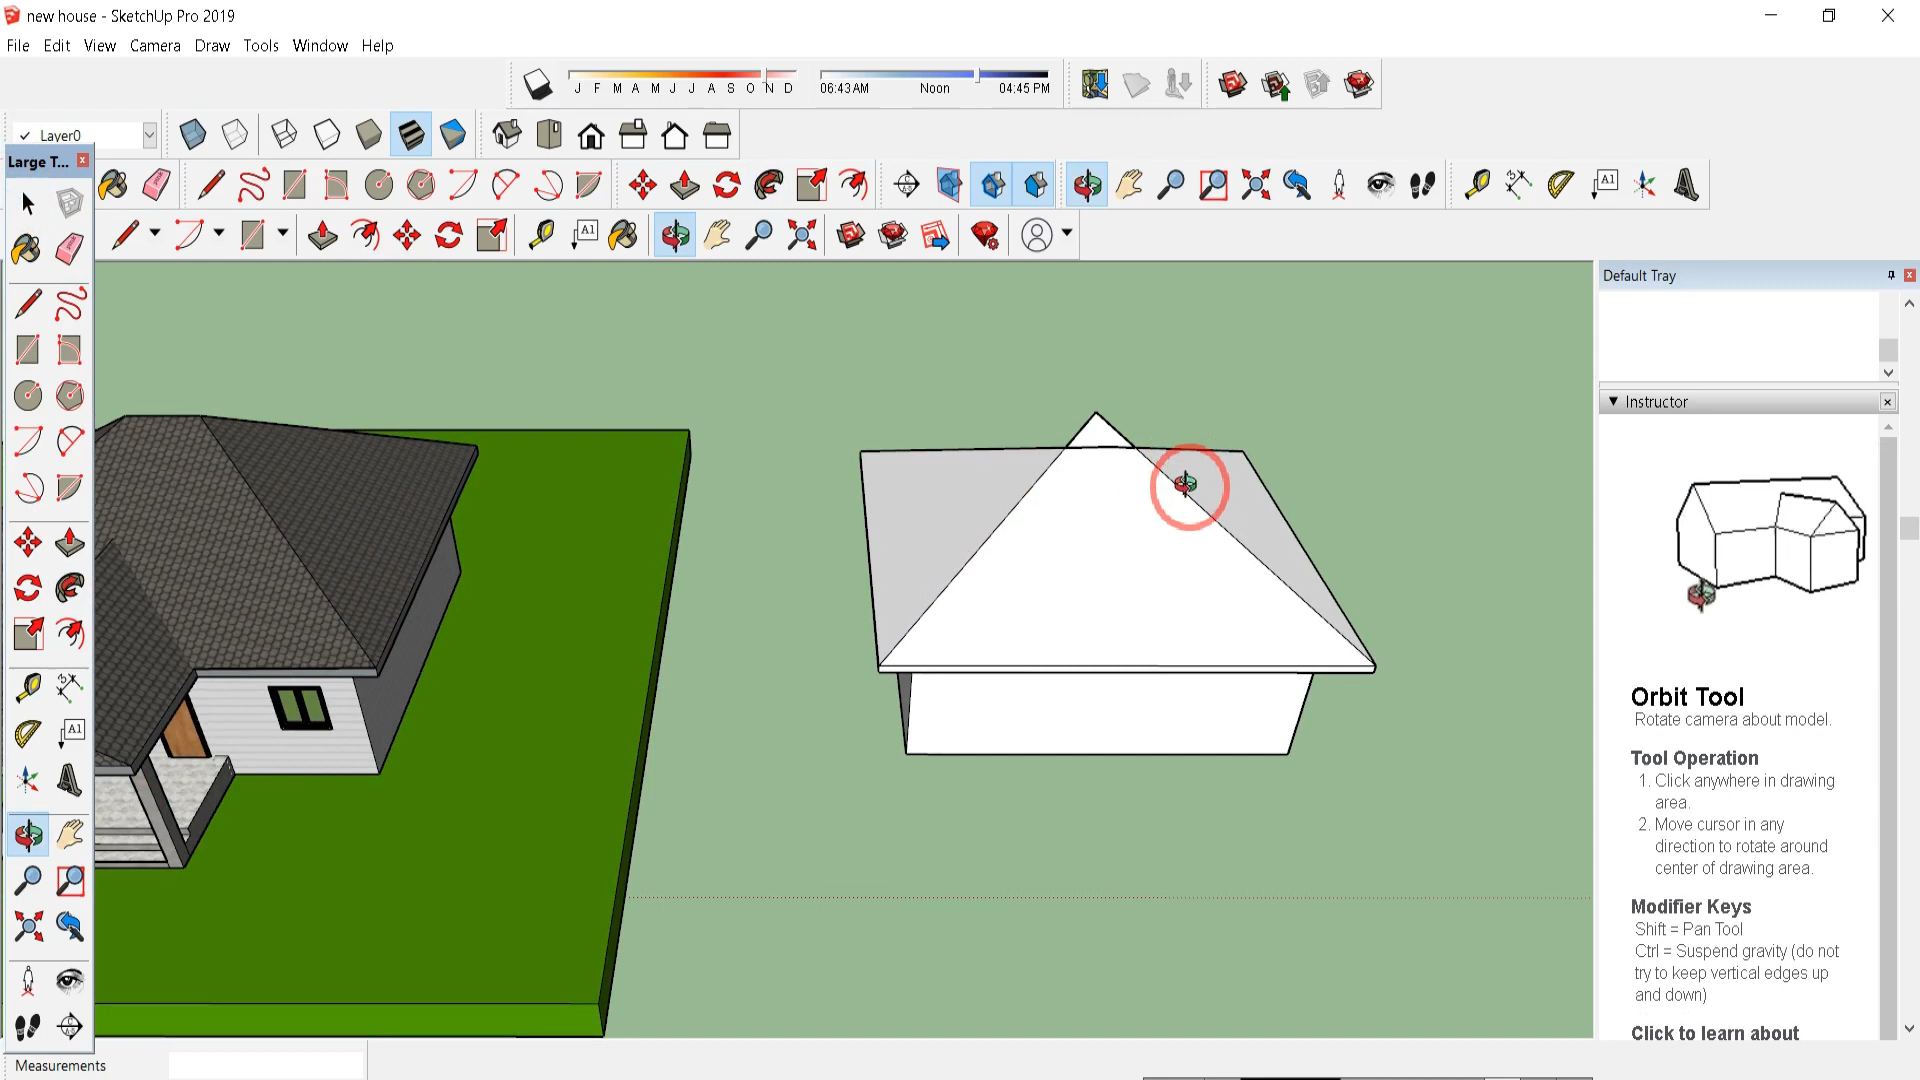 new house - SketchUp Pro 2019
File Edit View Camera Draw Tools Window Help
J F M A M J J A S O N D
06:43 AM Noon 04:45 PM
Layer0
Large T...
A1
A1
A1
Default Tray
Instructor
Orbit Tool
Rotate camera about model.
Tool Operation
1. Click anywhere in drawing
area.
2. Move cursor in any
direction to rotate around
center of drawing area.
Modifier Keys
Shift = Pan Tool
Ctrl = Suspend gravity (do not
try to keep vertical edges up
and down)
Click to learn about
Measurements